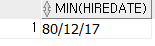 MIN(HIREDATE)
1 80/12/17